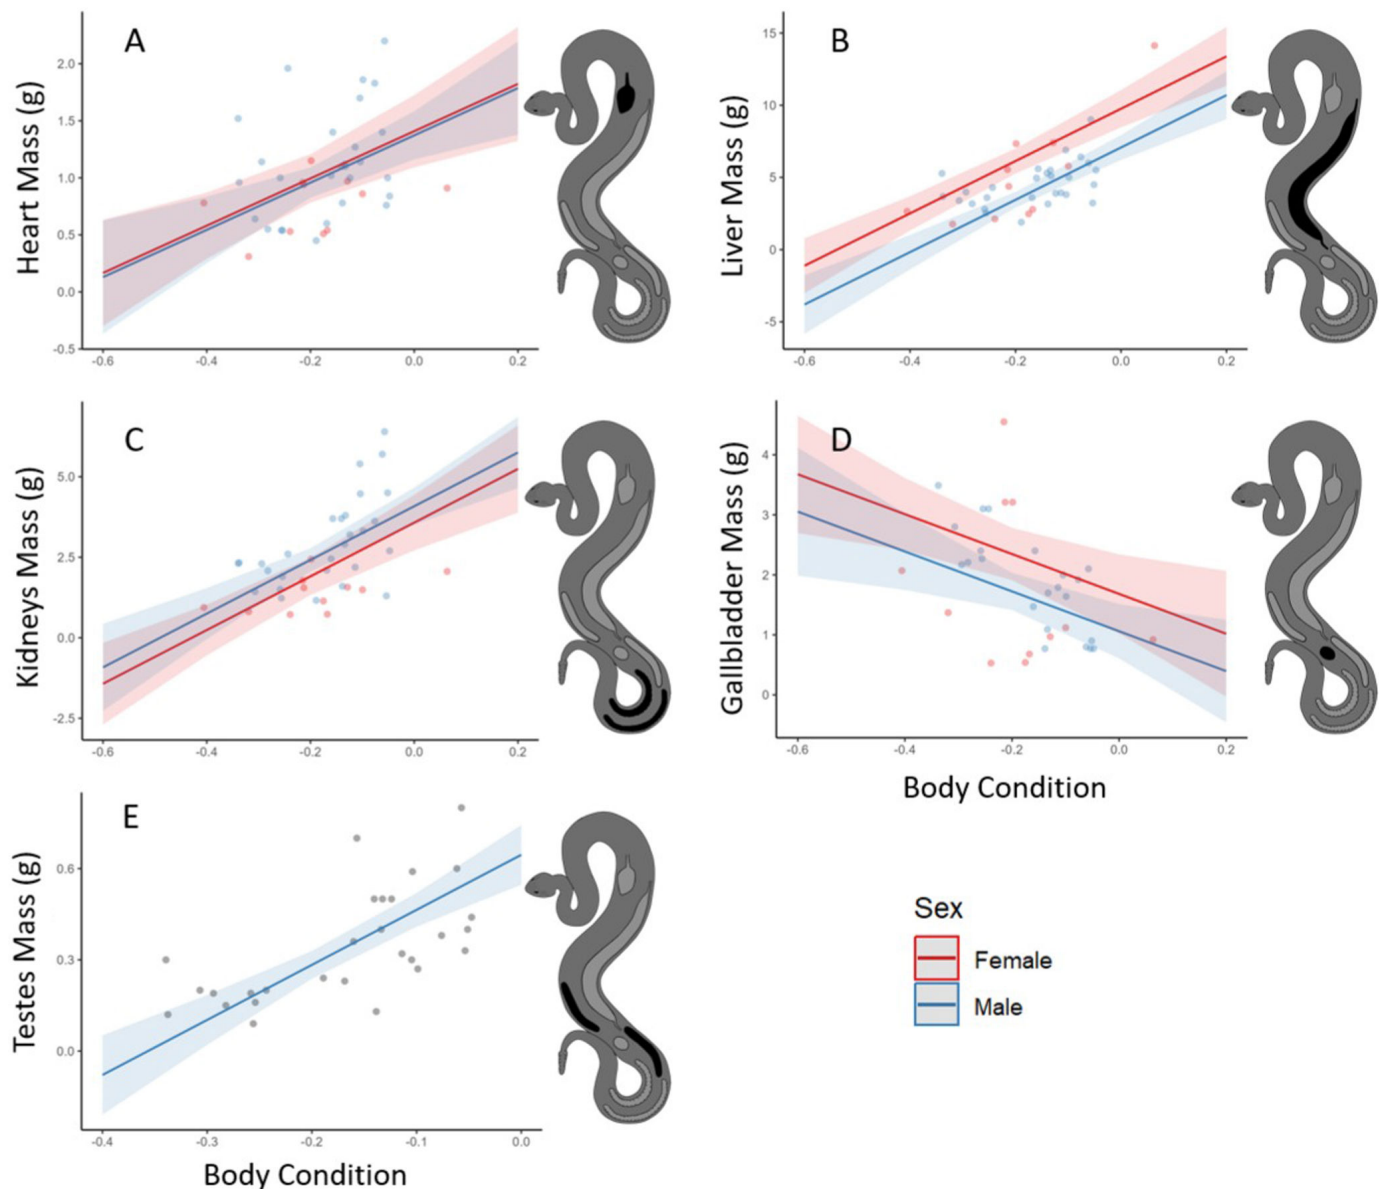 A
Heart Mass (g)
2.0
1.5
1.0
0.5
0.0
-0.5
-0.6 -0.4 -0.2 0.0 0.2
B
Liver Mass (g)
15
10
5
0
-5
-0.6 -0.4 -0.2 0.0 0.2
C
Kidneys Mass (g)
5.0
2.5
0.0
-2.5
-0.6 -0.4 -0.2 0.0 0.2
D
Gallbladder Mass (g)
4
3
2
1
0
-0.6 -0.4 -0.2 0.0 0.2
Body Condition
E
Testes Mass (g)
0.6
0.3
0.0
-0.4 -0.3 -0.2 -0.1 0.0
Body Condition
Sex
Female
Male